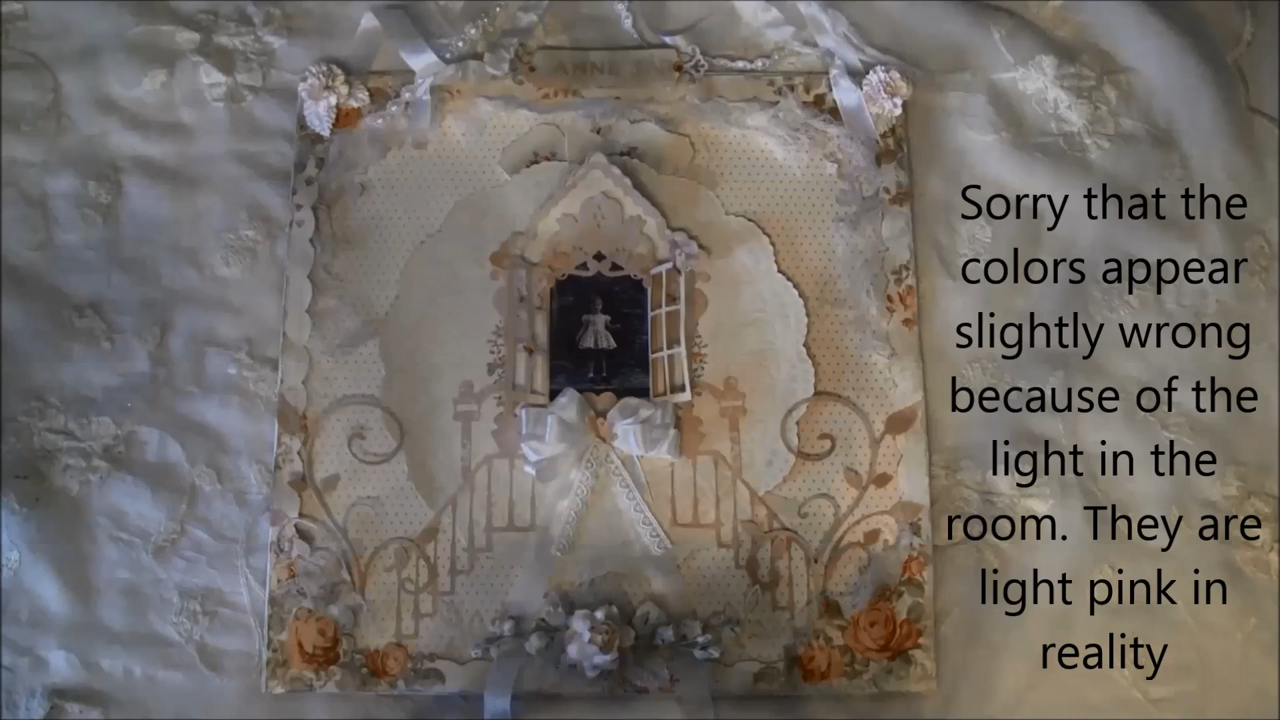 ANNE
Sorry that the
colors appear
slightly wrong
because of the
light in the
room. They are
light pink in
reality